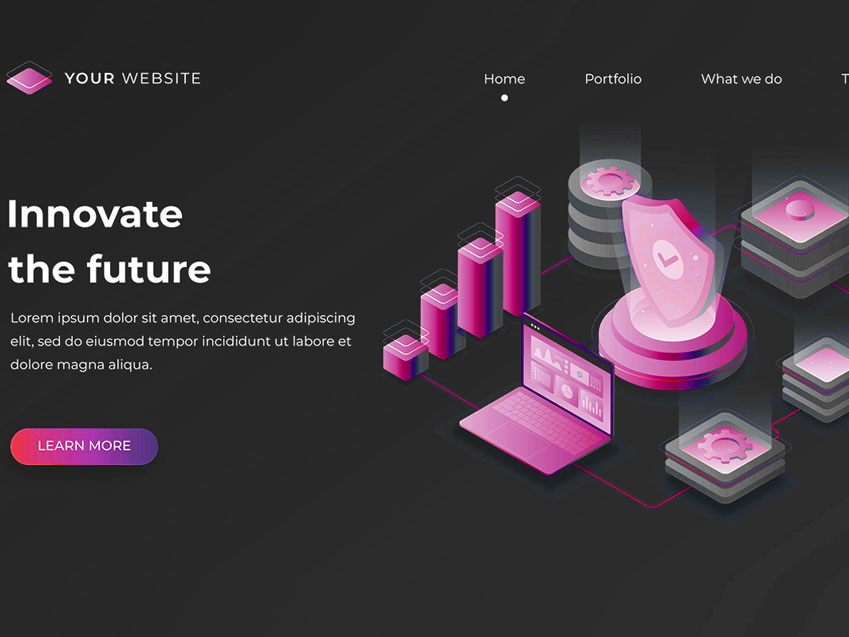 YOUR WEBSITE
Home
Portfolio
What we do
T
Innovate
the future
Lorem ipsum dolor sit amet, consectetur adipiscing
elit, sed do eiusmod tempor incididunt ut labore et
dolore magna aliqua.
LEARN MORE